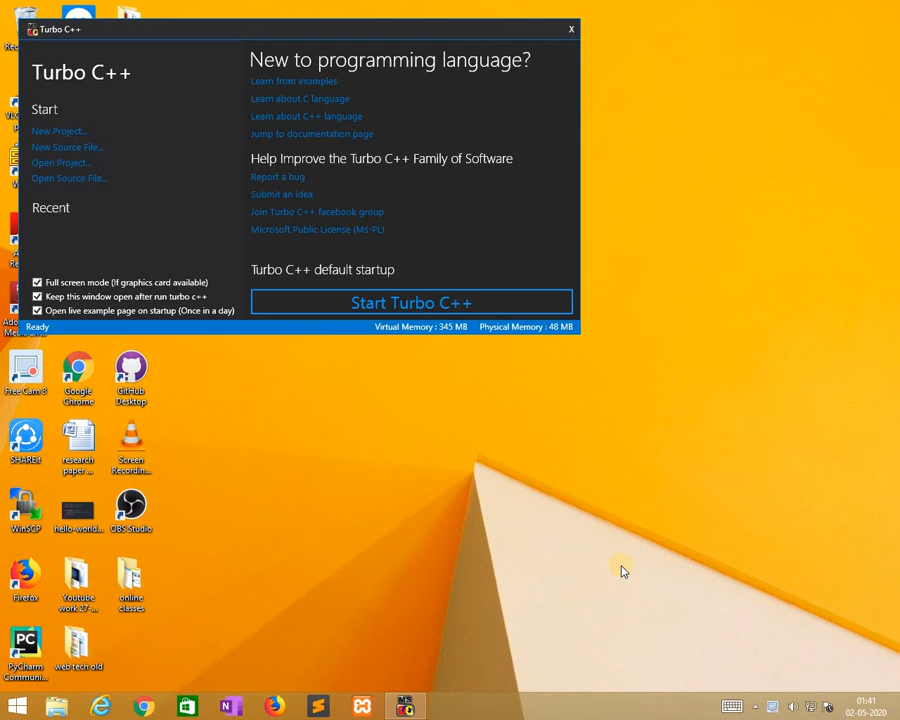 Turbo C++
X
Turbo C++
Start
New Project...
New Source File...
Open Project...
Open Source File...
Recent
Full screen mode (If graphics card available)
Keep this window open after run turbo c++
Open live example page on startup (Once in a day)
New to programming language?
Learn from examples
Learn about C language
Learn about C++ language
Jump to documentation page
Help Improve the Turbo C++ Family of Software
Report a bug
Submit an idea
Join Turbo C++ facebook group
Microsoft Public License (Ms-PL)
Turbo C++ default startup
Start Turbo C++
Ready
Virtual Memory : 345 MB
Physical Memory : 48 MB
Free Cam 8
Google
Chrome
GitHub
Desktop
SHAREit
research
paper ...
Screen
Recordin...
WinSCP
hello-world...
OBS Studio
Firefox
Youtube
work 27-...
online
classes
PC
PyCharm
Communi...
web tech old
01:41
02-05-2020